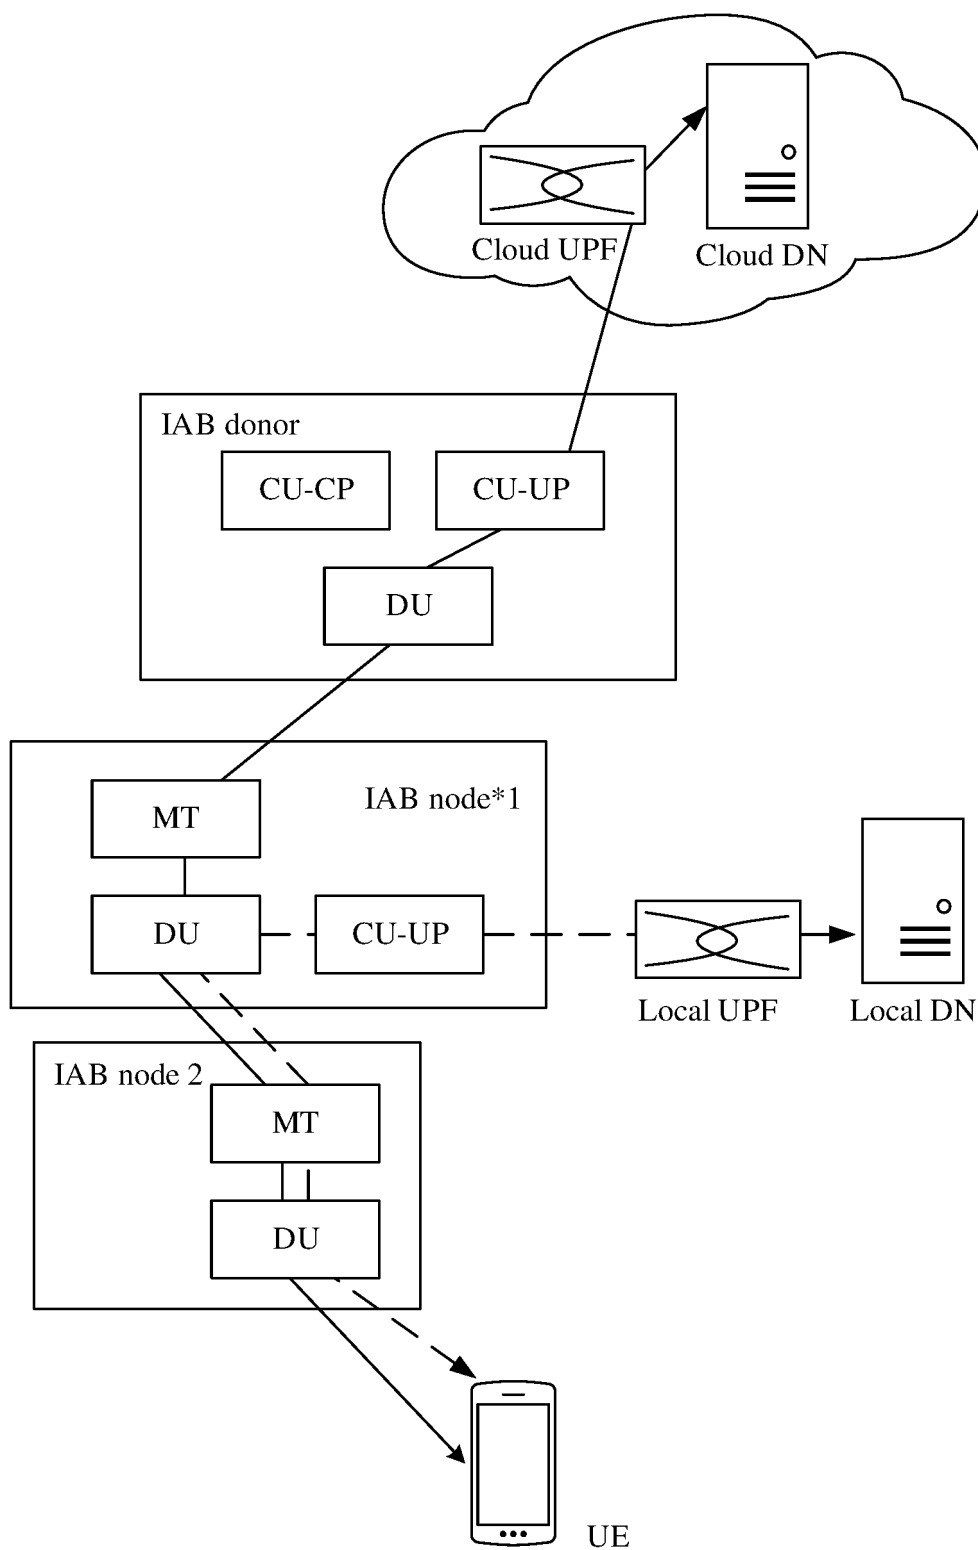 Cloud UPF
Cloud DN
IAB donor
CU-CP
CU-UP
DU
IAB node*1
MT
DU
CU-UP
Local UPF
Local DN
IAB node 2
MT
DU
UE